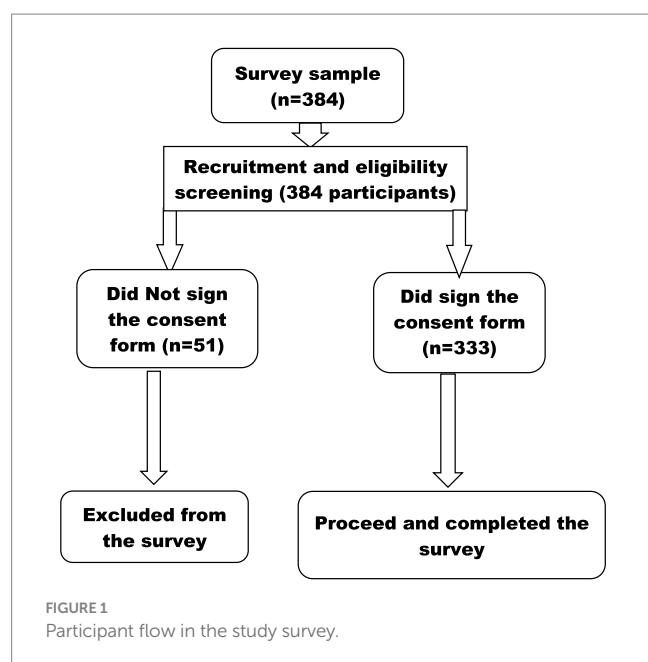 Survey sample
(n=384)
Recruitment and eligibility
screening (384 participants)
Did Not sign
the consent
form (n=51)
Did sign the
consent form
(n=333)
Excluded from
the survey
Proceed and completed the
survey
FIGURE 1
Participant flow in the study survey.